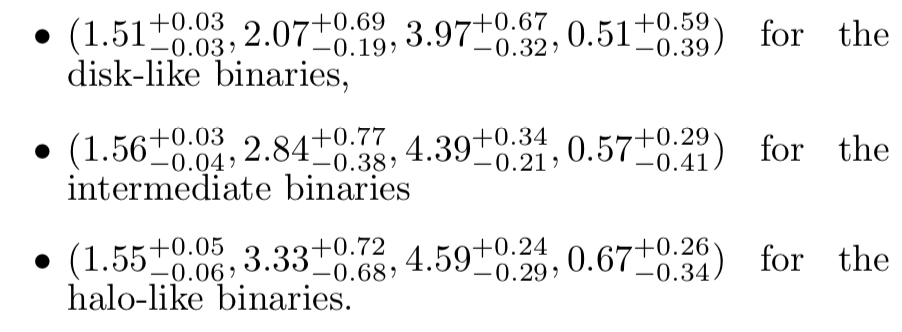 • (1.51^{+0.03}_{-0.03}, 2.07^{+0.69}_{-0.19}, 3.97^{+0.67}_{-0.32}, 0.51^{+0.59}_{-0.39}) for the
disk-like binaries,
• (1.56^{+0.03}_{-0.04}, 2.84^{+0.77}_{-0.38}, 4.39^{+0.34}_{-0.21}, 0.57^{+0.29}_{-0.41}) for the
intermediate binaries
• (1.55^{+0.05}_{-0.06}, 3.33^{+0.72}_{-0.68}, 4.59^{+0.24}_{-0.29}, 0.67^{+0.26}_{-0.34}) for the
halo-like binaries.